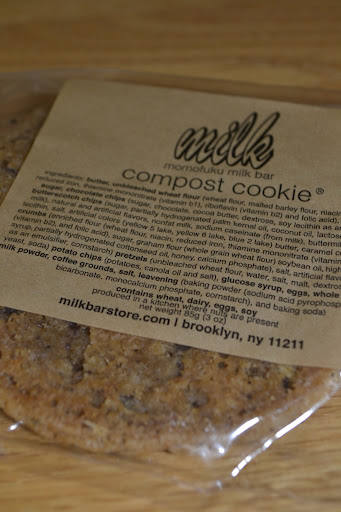 milk
momofuku milk bar
compost cookie®
ingredients: butter, unbleached wheat flour (wheat flour, malted barley flour, niacin,
reduced iron, thiamine mononitrate (vitamin b1), riboflavin (vitamin b2) and folic acid),
sugar, chocolate chips (sugar, chocolate, cocoa butter, dextrose, soy lecithin as an
butterscotch chips (sugar, partially hydrogenated palm kernel oil, coconut oil,
milk), natural and artificial flavors, nonfat milk, sodium caseinate (from milk), buttermilk,
lecithin, salt, artificial colors (yellow 5 lake, yellow 6 lake, blue 2 lake) butter, caramel
crumbs (enriched flour (wheat flour, niacin, reduced iron, thiamine mononitrate (vitamin
(vitamin b2), and folic acid), sugar, graham flour (whole grain wheat flour) soybean oil,
syrup, partially hydrogenated cottonseed oil, honey, calcium phosphate), salt, artificial
as an emulsifier, cornstarch), pretzels (unbleached wheat flour, water, salt, malt,
yeast, soda) potato chips (potatoes, canola oil and salt), glucose syrup, eggs, whole
milk powder, coffee grounds, salt, leavening (baking powder (sodium acid pyrophosphate,
bicarbonate, monocalcium phosphate, cornstarch), and baking soda)
contains wheat, dairy, eggs, soy
produced in a kitchen where nuts are present
net weight 85g (3 oz)
milkbarstore.com | brooklyn, ny 11211